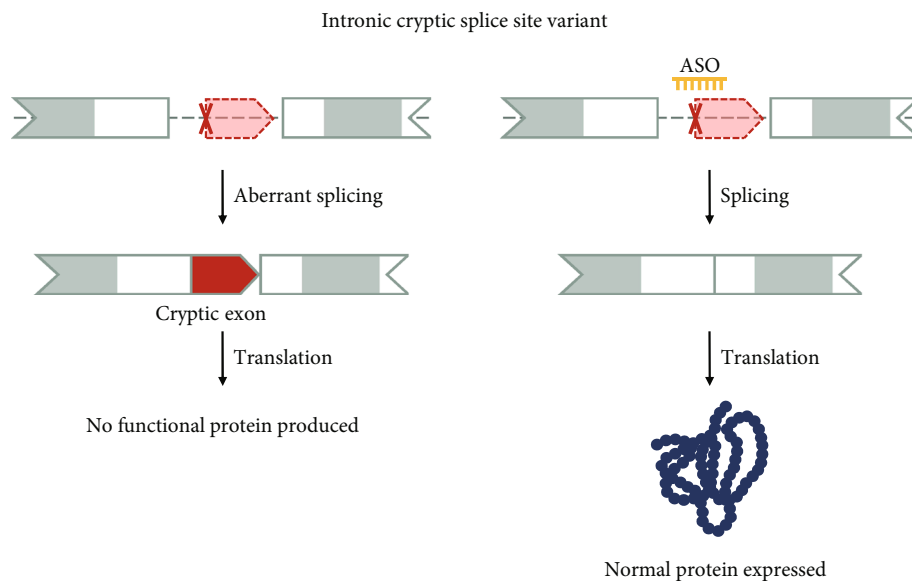 Intronic cryptic splice site variant
ASO
Aberrant splicing
Splicing
Cryptic exon
Translation
Translation
No functional protein produced
Normal protein expressed